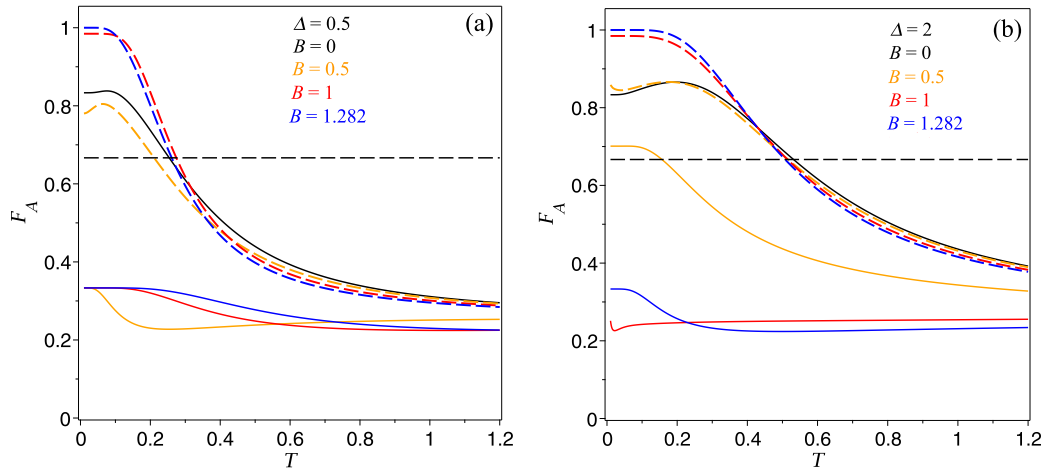 (a)
Δ = 0.5
B = 0
B = 0.5
B = 1
B = 1.282
1
0.8
0.6
0.4
0.2
0
F_A
0 0.2 0.4 0.6 0.8 1 1.2
T
(b)
Δ = 2
B = 0
B = 0.5
B = 1
B = 1.282
1
0.8
0.6
0.4
0.2
0
F_A
0 0.2 0.4 0.6 0.8 1 1.2
T